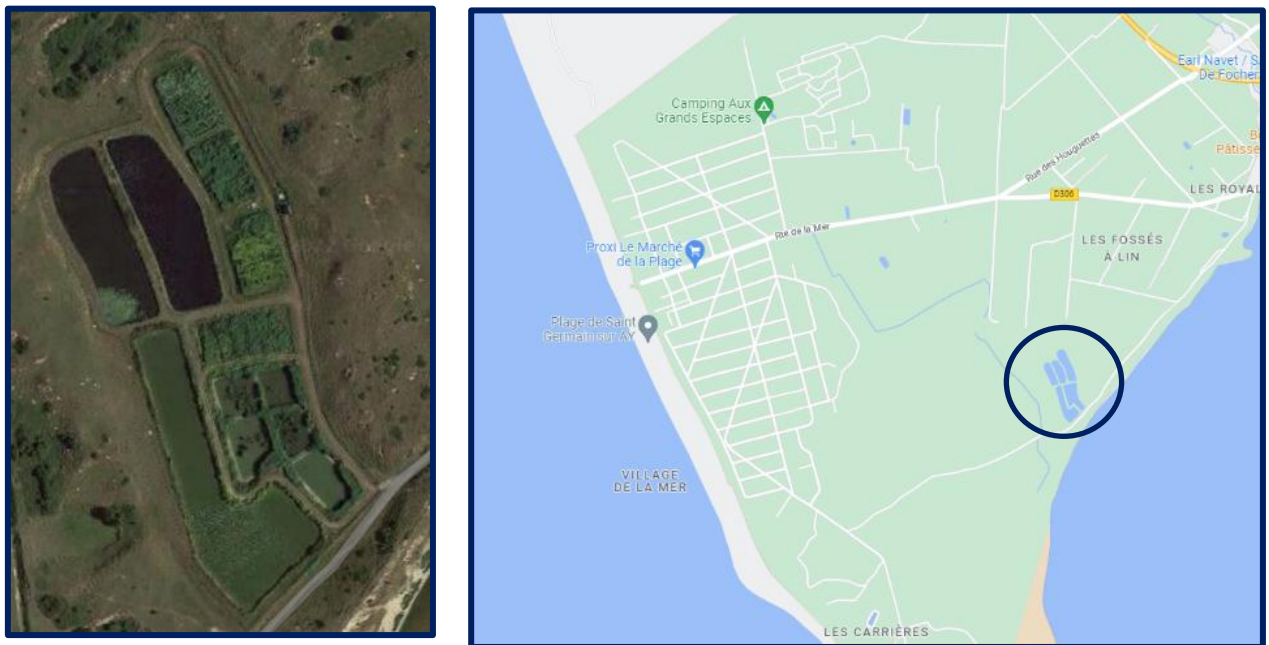 Earl Navet / S
De Focher
Camping Aux
Grands Espaces
Rue des Houguettes
Pâtisse
D306
LES ROYAL
Rte de la Mer
LES FOSSÉS
À LIN
Proxi Le Marché
de la Plage
Plage de Saint
Germain sur AY
VILLAGE
DE LA MER
LES CARRIÈRES